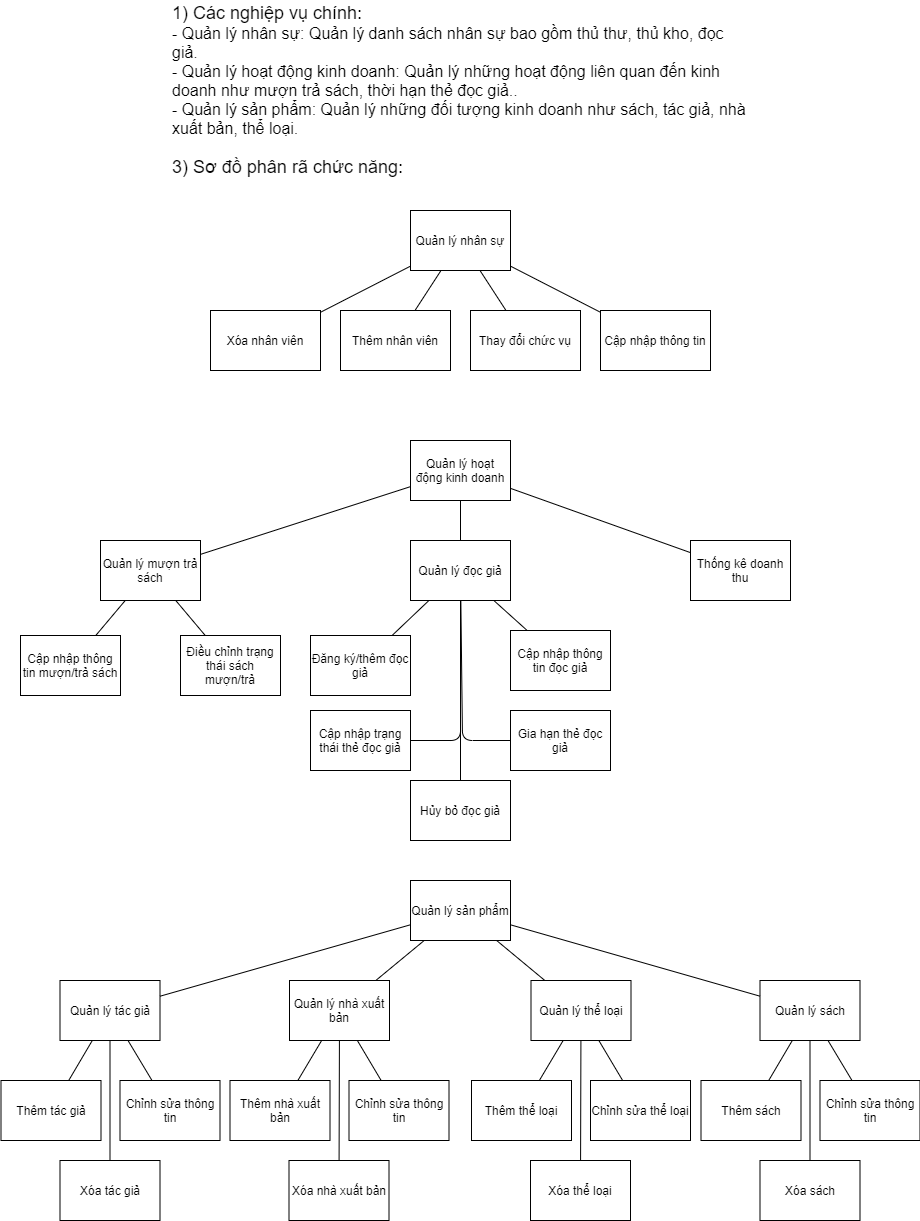 1) Các nghiệp vụ chính:
- Quản lý nhân sự: Quản lý danh sách nhân sự bao gồm thủ thư, thủ kho, đọc
giả.
- Quản lý hoạt động kinh doanh: Quản lý những hoạt động liên quan đến kinh
doanh như mượn trả sách, thời hạn thẻ đọc giả..
- Quản lý sản phẩm: Quản lý những đối tượng kinh doanh như sách, tác giả, nhà
xuất bản, thể loại.
3) Sơ đồ phân rã chức năng:
Quản lý nhân sự
Xóa nhân viên
Thêm nhân viên
Thay đổi chức vụ
Cập nhập thông tin
Quản lý hoạt
động kinh doanh
Quản lý mượn trả
sách
Quản lý đọc giả
Thống kê doanh
thu
Cập nhập thông
tin mượn/trả sách
Điều chỉnh trạng
thái sách
mượn/trả
Đăng ký/thêm đọc
giả
Cập nhập thông
tin đọc giả
Cập nhập trạng
thái thẻ đọc giả
Gia hạn thẻ đọc
giả
Hủy bỏ đọc giả
Quản lý sản phẩm
Quản lý tác giả
Quản lý nhà xuất
bản
Quản lý thể loại
Quản lý sách
Thêm tác giả
Chỉnh sửa thông
tin
Thêm nhà xuất
bản
Chỉnh sửa thông
tin
Thêm thể loại
Chỉnh sửa thể loại
Thêm sách
Chỉnh sửa thông
tin
Xóa tác giả
Xóa nhà xuất bản
Xóa thể loại
Xóa sách